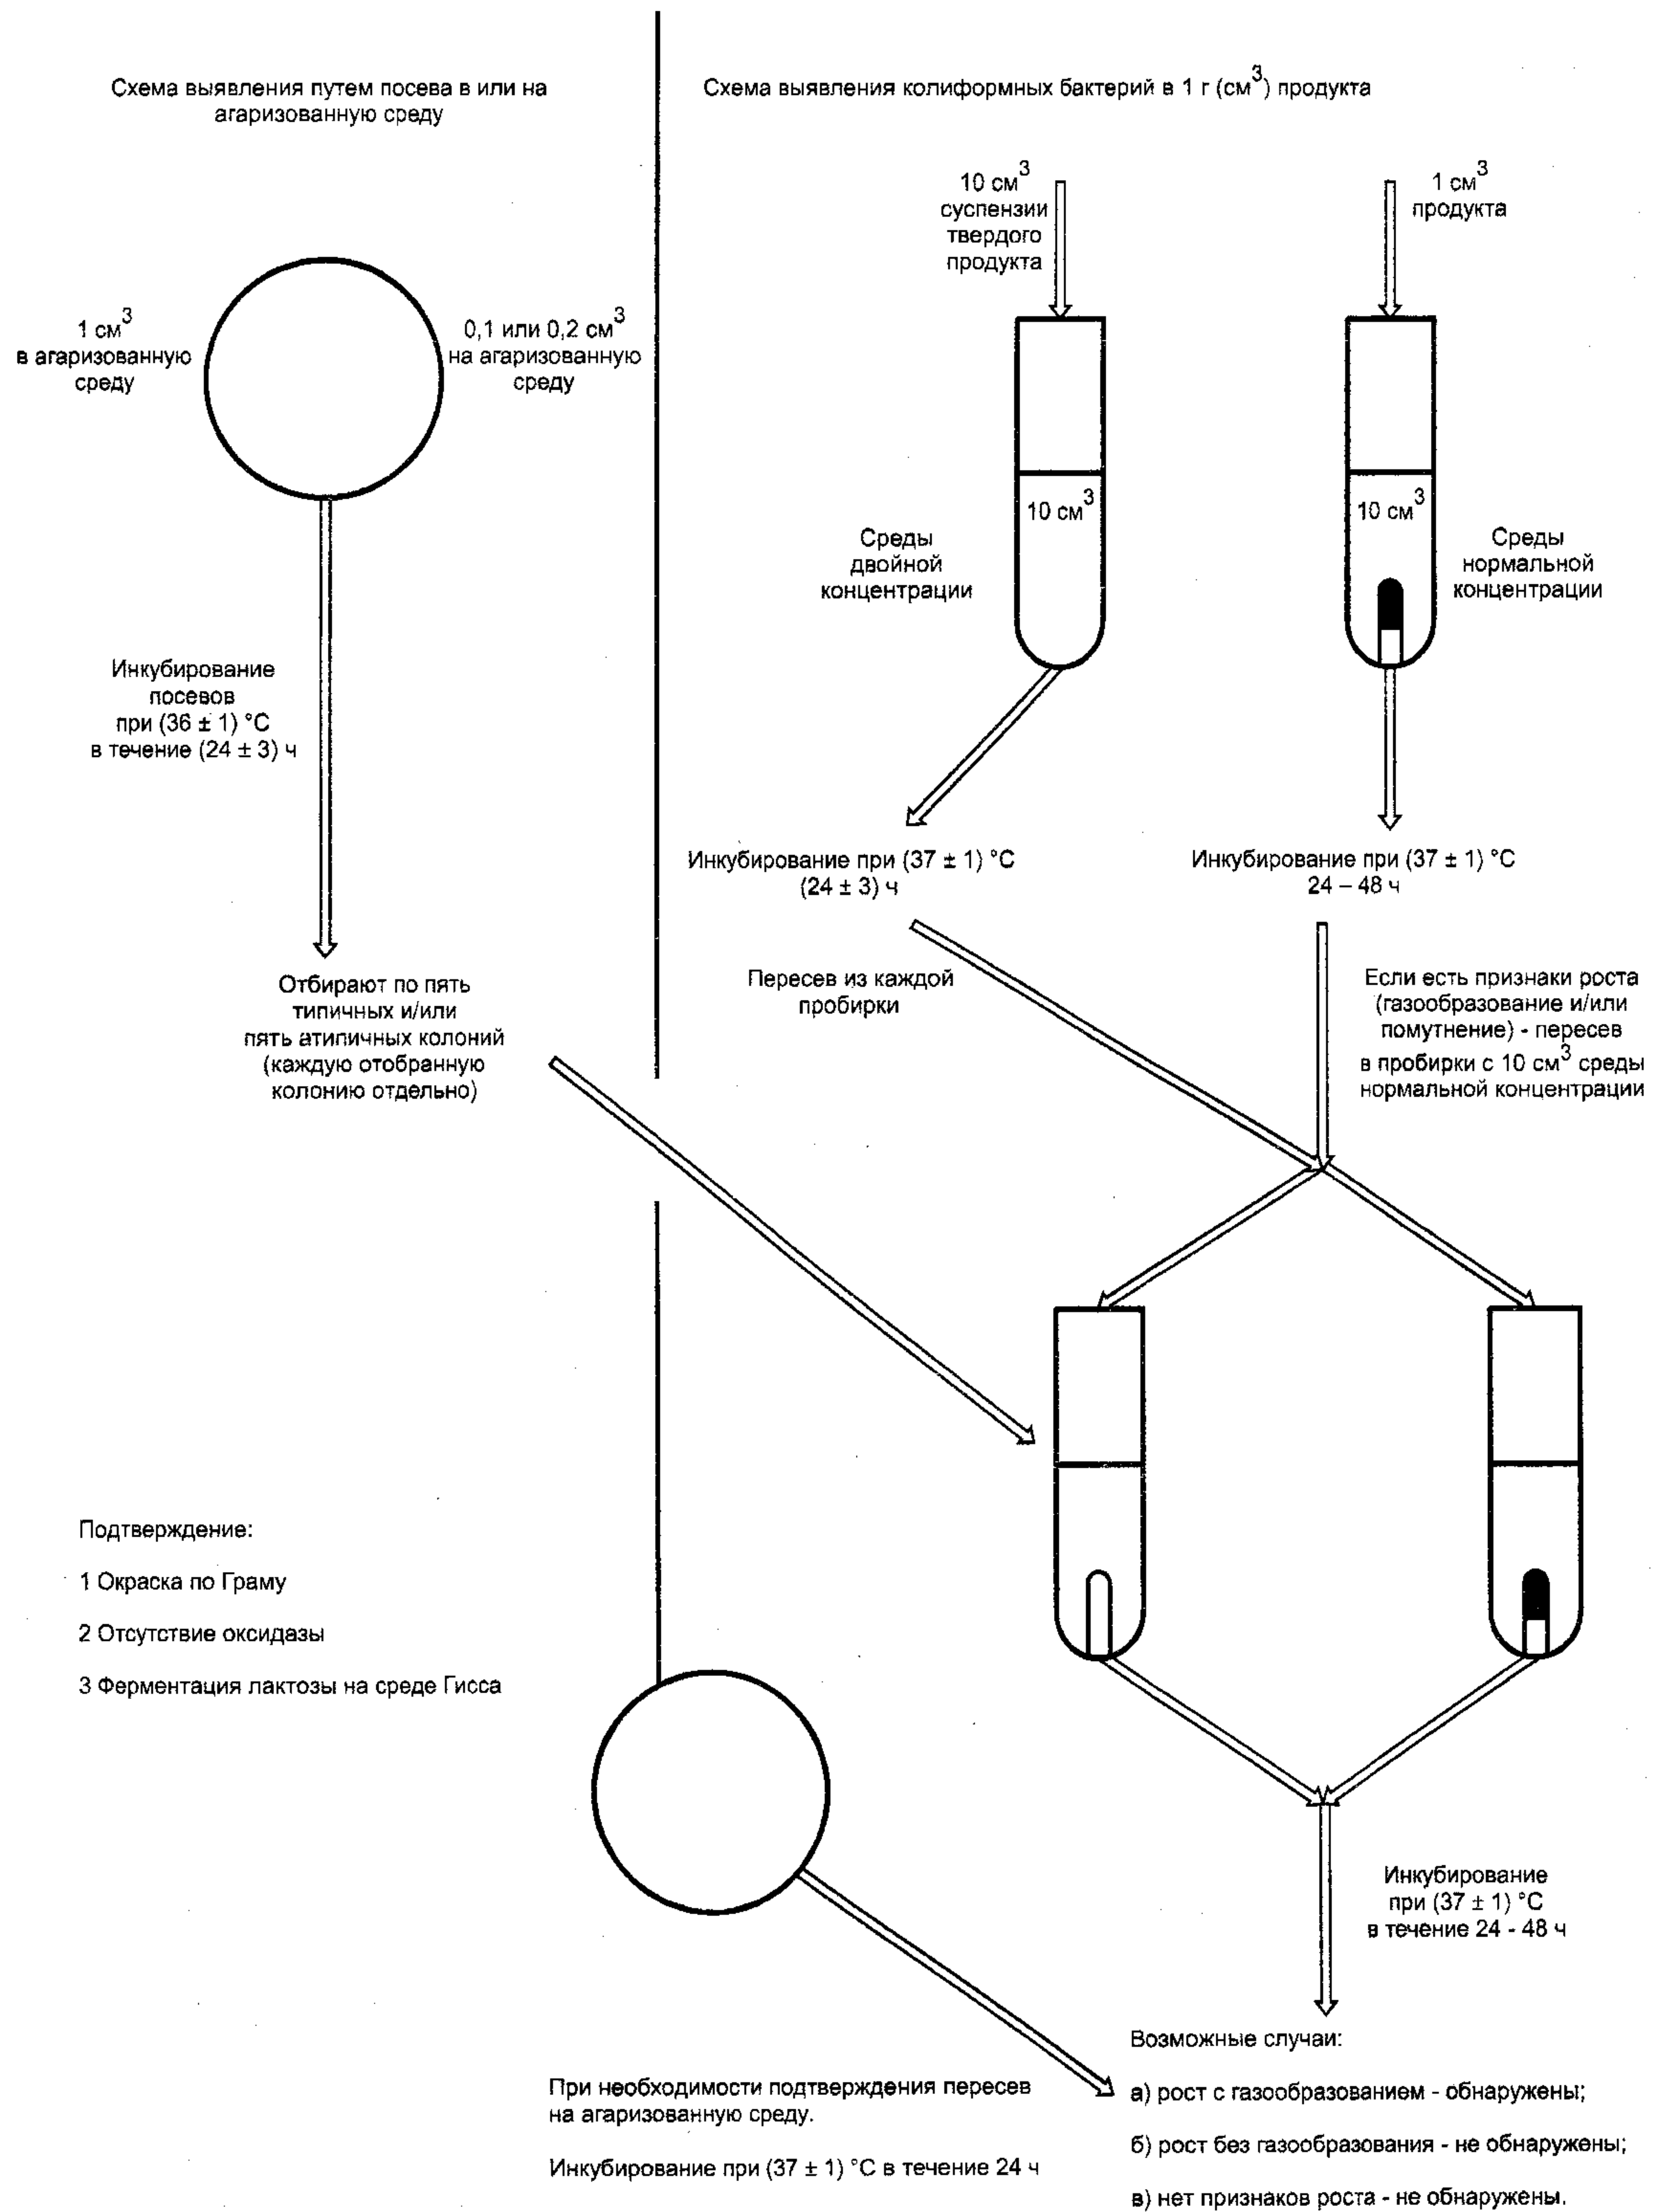 Схема выявления путем посева в или на
агаризованную среду
1 см³
в агаризованную
среду
0,1 или 0,2 см³
на агаризованную
среду
Инкубирование
посевов
при (36 ± 1) °С
в течение (24 ± 3) ч
Отбирают по пять
типичных и/или
пять атипичных колоний
(каждую отобранную
колонию отдельно)
Схема выявления колиформных бактерий в 1 г (см³) продукта
10 см³
суспензии
твердого
продукта
1 см³
продукта
10 см³
10 см³
Среды
двойной
концентрации
Среды
нормальной
концентрации
Инкубирование при (37 ± 1) °С
(24 ± 3) ч
Инкубирование при (37 ± 1) °С
24 – 48 ч
Пересев из каждой
пробирки
Если есть признаки роста
(газообразование и/или
помутнение) - пересев
в пробирки с 10 см³ среды
нормальной концентрации
Подтверждение:
1 Окраска по Граму
2 Отсутствие оксидазы
3 Ферментация лактозы на среде Гисса
Инкубирование
при (37 ± 1) °С
в течение 24 - 48 ч
При необходимости подтверждения пересев
на агаризованную среду.
Инкубирование при (37 ± 1) °С в течение 24 ч
Возможные случаи:
а) рост с газообразованием - обнаружены;
б) рост без газообразования - не обнаружены;
в) нет признаков роста - не обнаружены.